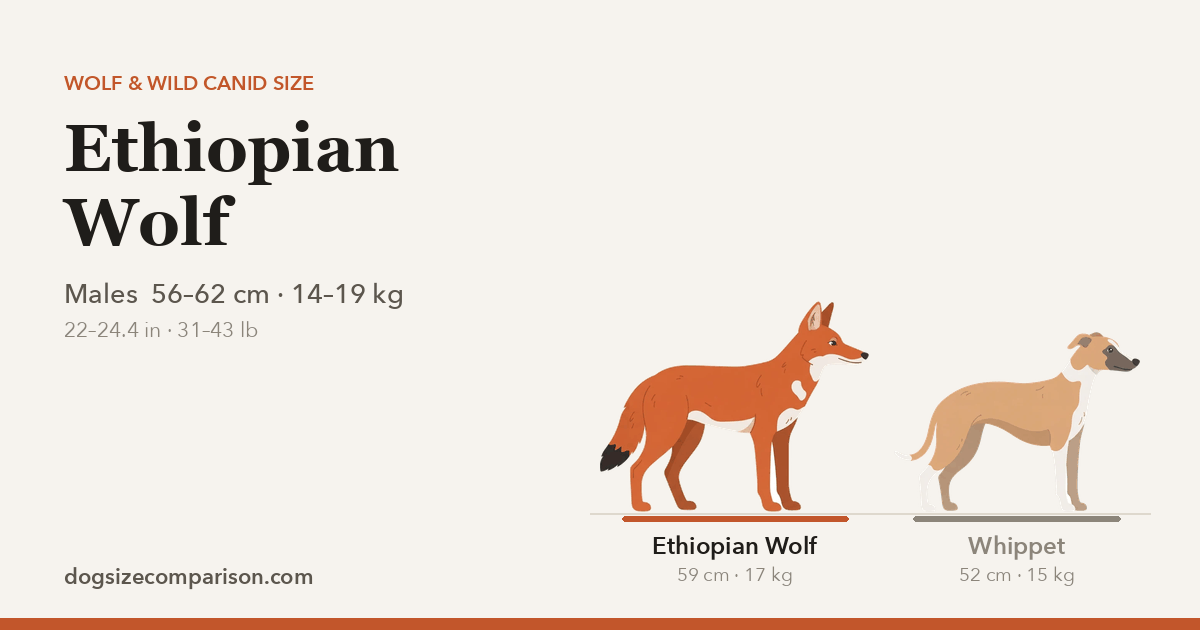 WOLF & WILD CANID SIZE
Ethiopian
Wolf
Males 56–62 cm · 14–19 kg
22–24.4 in · 31–43 lb
Ethiopian Wolf
59 cm · 17 kg
Whippet
52 cm · 15 kg
dogsizecomparison.com